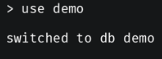 > use demo
switched to db demo